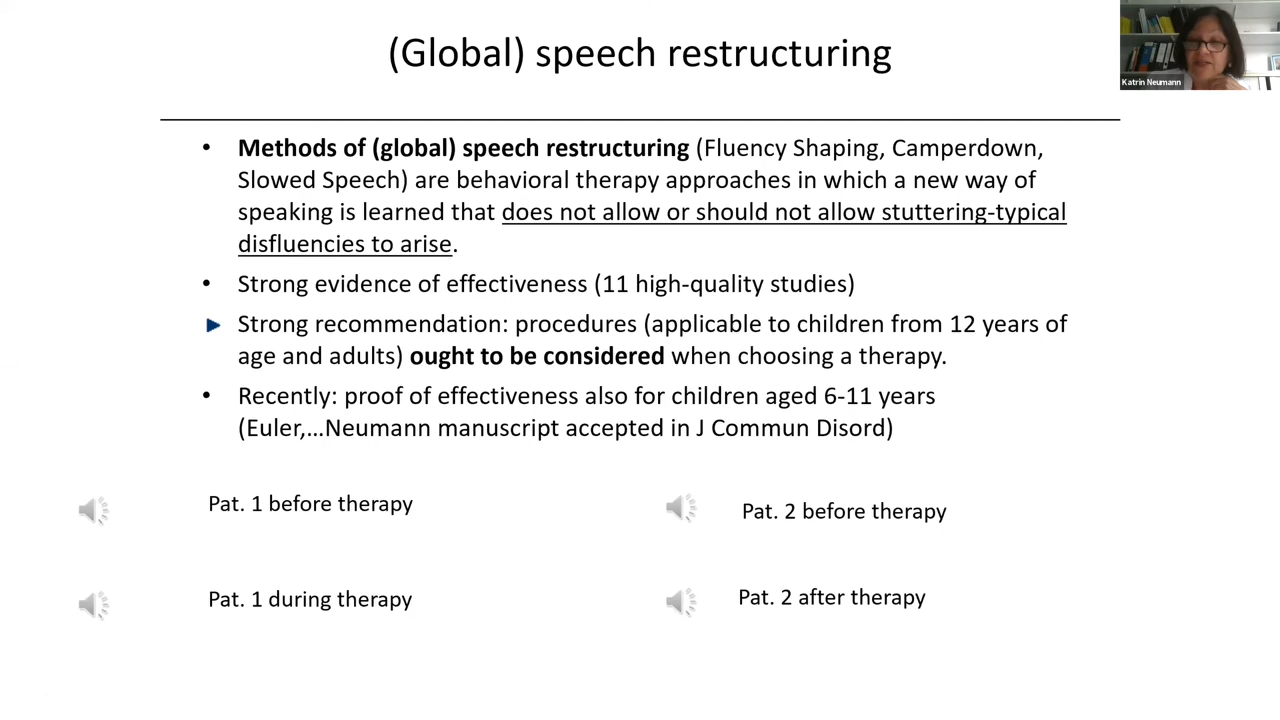 (Global) speech restructuring
Katrin Neumann
• Methods of (global) speech restructuring (Fluency Shaping, Camperdown,
Slowed Speech) are behavioral therapy approaches in which a new way of
speaking is learned that does not allow or should not allow stuttering-typical
disfluencies to arise.
• Strong evidence of effectiveness (11 high-quality studies)
Strong recommendation: procedures (applicable to children from 12 years of
age and adults) ought to be considered when choosing a therapy.
• Recently: proof of effectiveness also for children aged 6-11 years
(Euler,...Neumann manuscript accepted in J Commun Disord)
Pat. 1 before therapy
Pat. 2 before therapy
Pat. 1 during therapy
Pat. 2 after therapy